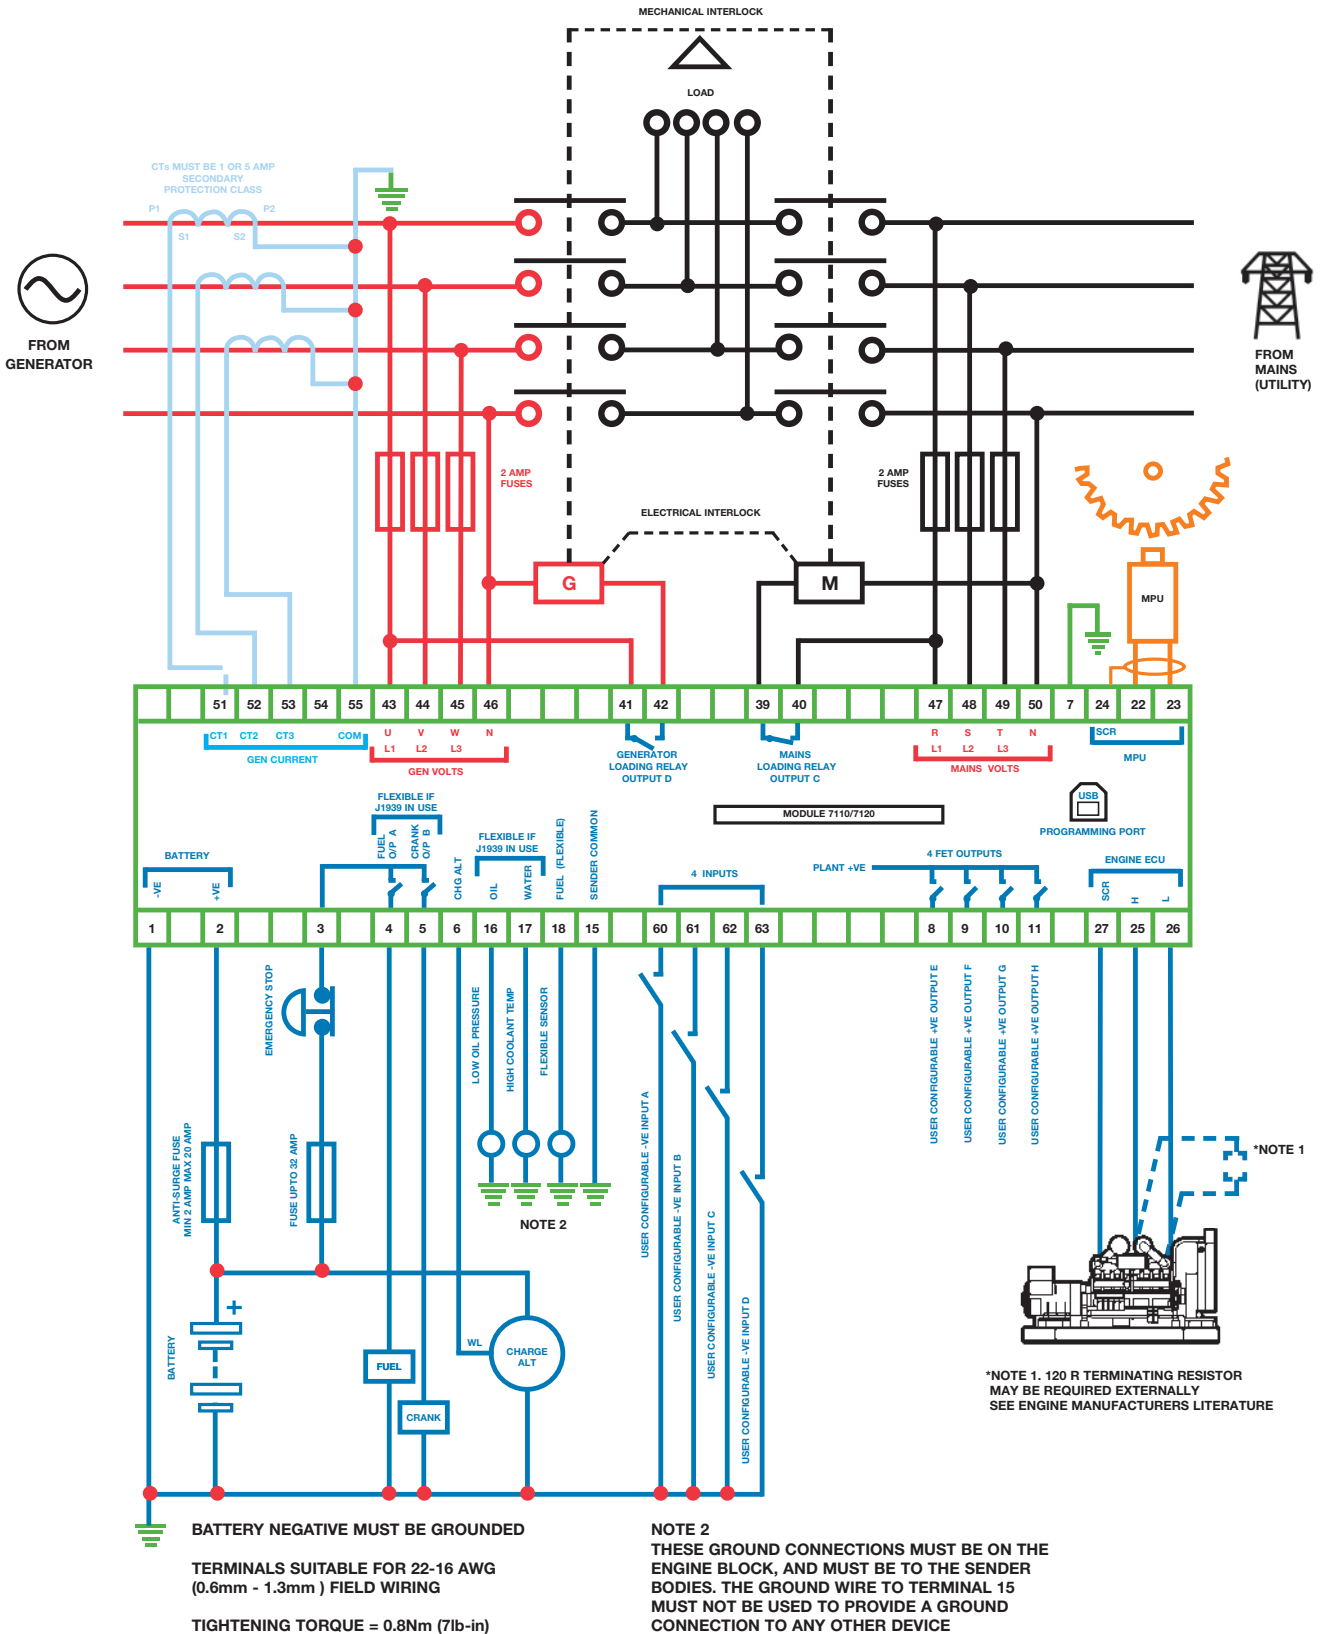 MECHANICAL INTERLOCK
LOAD
CTs MUST BE 1 OR 5 AMP
SECONDARY
PROTECTION CLASS
P1
P2
S1
S2
FROM
GENERATOR
FROM
MAINS
(UTILITY)
2 AMP
FUSES
2 AMP
FUSES
ELECTRICAL INTERLOCK
G
M
MPU
51 52 53 54 55 43 44 45 46 41 42 39 40 47 48 49 50 7 24 22 23
CT1 CT2 CT3 COM
GEN CURRENT
U V W N
L1 L2 L3
GEN VOLTS
GENERATOR
LOADING RELAY
OUTPUT D
MAINS
LOADING RELAY
OUTPUT C
R S T N
L1 L2 L3
MAINS VOLTS
SCR
MPU
FLEXIBLE IF
J1939 IN USE
FUEL
O/P A
CRANK
O/P B
CHG ALT
FLEXIBLE IF
J1939 IN USE
OIL
WATER
FUEL (FLEXIBLE)
SENDER COMMON
MODULE 7110/7120
USB
PROGRAMMING PORT
BATTERY
-VE
+VE
4 INPUTS
PLANT +VE
4 FET OUTPUTS
ENGINE ECU
SCR
H
L
1 2 3 4 5 6 16 17 18 15 60 61 62 63 8 9 10 11 27 25 26
EMERGENCY STOP
LOW OIL PRESSURE
HIGH COOLANT TEMP
FLEXIBLE SENSOR
USER CONFIGURABLE -VE INPUT A
USER CONFIGURABLE -VE INPUT B
USER CONFIGURABLE -VE INPUT C
USER CONFIGURABLE -VE INPUT D
USER CONFIGURABLE +VE OUTPUT E
USER CONFIGURABLE +VE OUTPUT F
USER CONFIGURABLE +VE OUTPUT G
USER CONFIGURABLE +VE OUTPUT H
ANTI-SURGE FUSE
MIN 2 AMP MAX 20 AMP
FUSE UPTO 32 AMP
NOTE 2
*NOTE 1
+
BATTERY
WL
CHARGE
ALT
FUEL
CRANK
*NOTE 1. 120 R TERMINATING RESISTOR
MAY BE REQUIRED EXTERNALLY
SEE ENGINE MANUFACTURERS LITERATURE
BATTERY NEGATIVE MUST BE GROUNDED
TERMINALS SUITABLE FOR 22-16 AWG
(0.6mm - 1.3mm ) FIELD WIRING
TIGHTENING TORQUE = 0.8Nm (7lb-in)
NOTE 2
THESE GROUND CONNECTIONS MUST BE ON THE
ENGINE BLOCK, AND MUST BE TO THE SENDER
BODIES. THE GROUND WIRE TO TERMINAL 15
MUST NOT BE USED TO PROVIDE A GROUND
CONNECTION TO ANY OTHER DEVICE